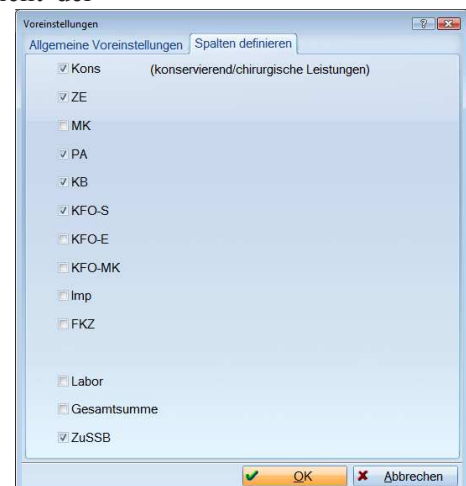 der
Voreinstellungen
Allgemeine Voreinstellungen Spalten definieren
Kons (konservierend/chirurgische Leistungen)
ZE
MK
PA
KB
KFO-S
KFO-E
KFO-MK
Imp
FKZ
Labor
Gesamtsumme
ZuSSB
OK Abbrechen